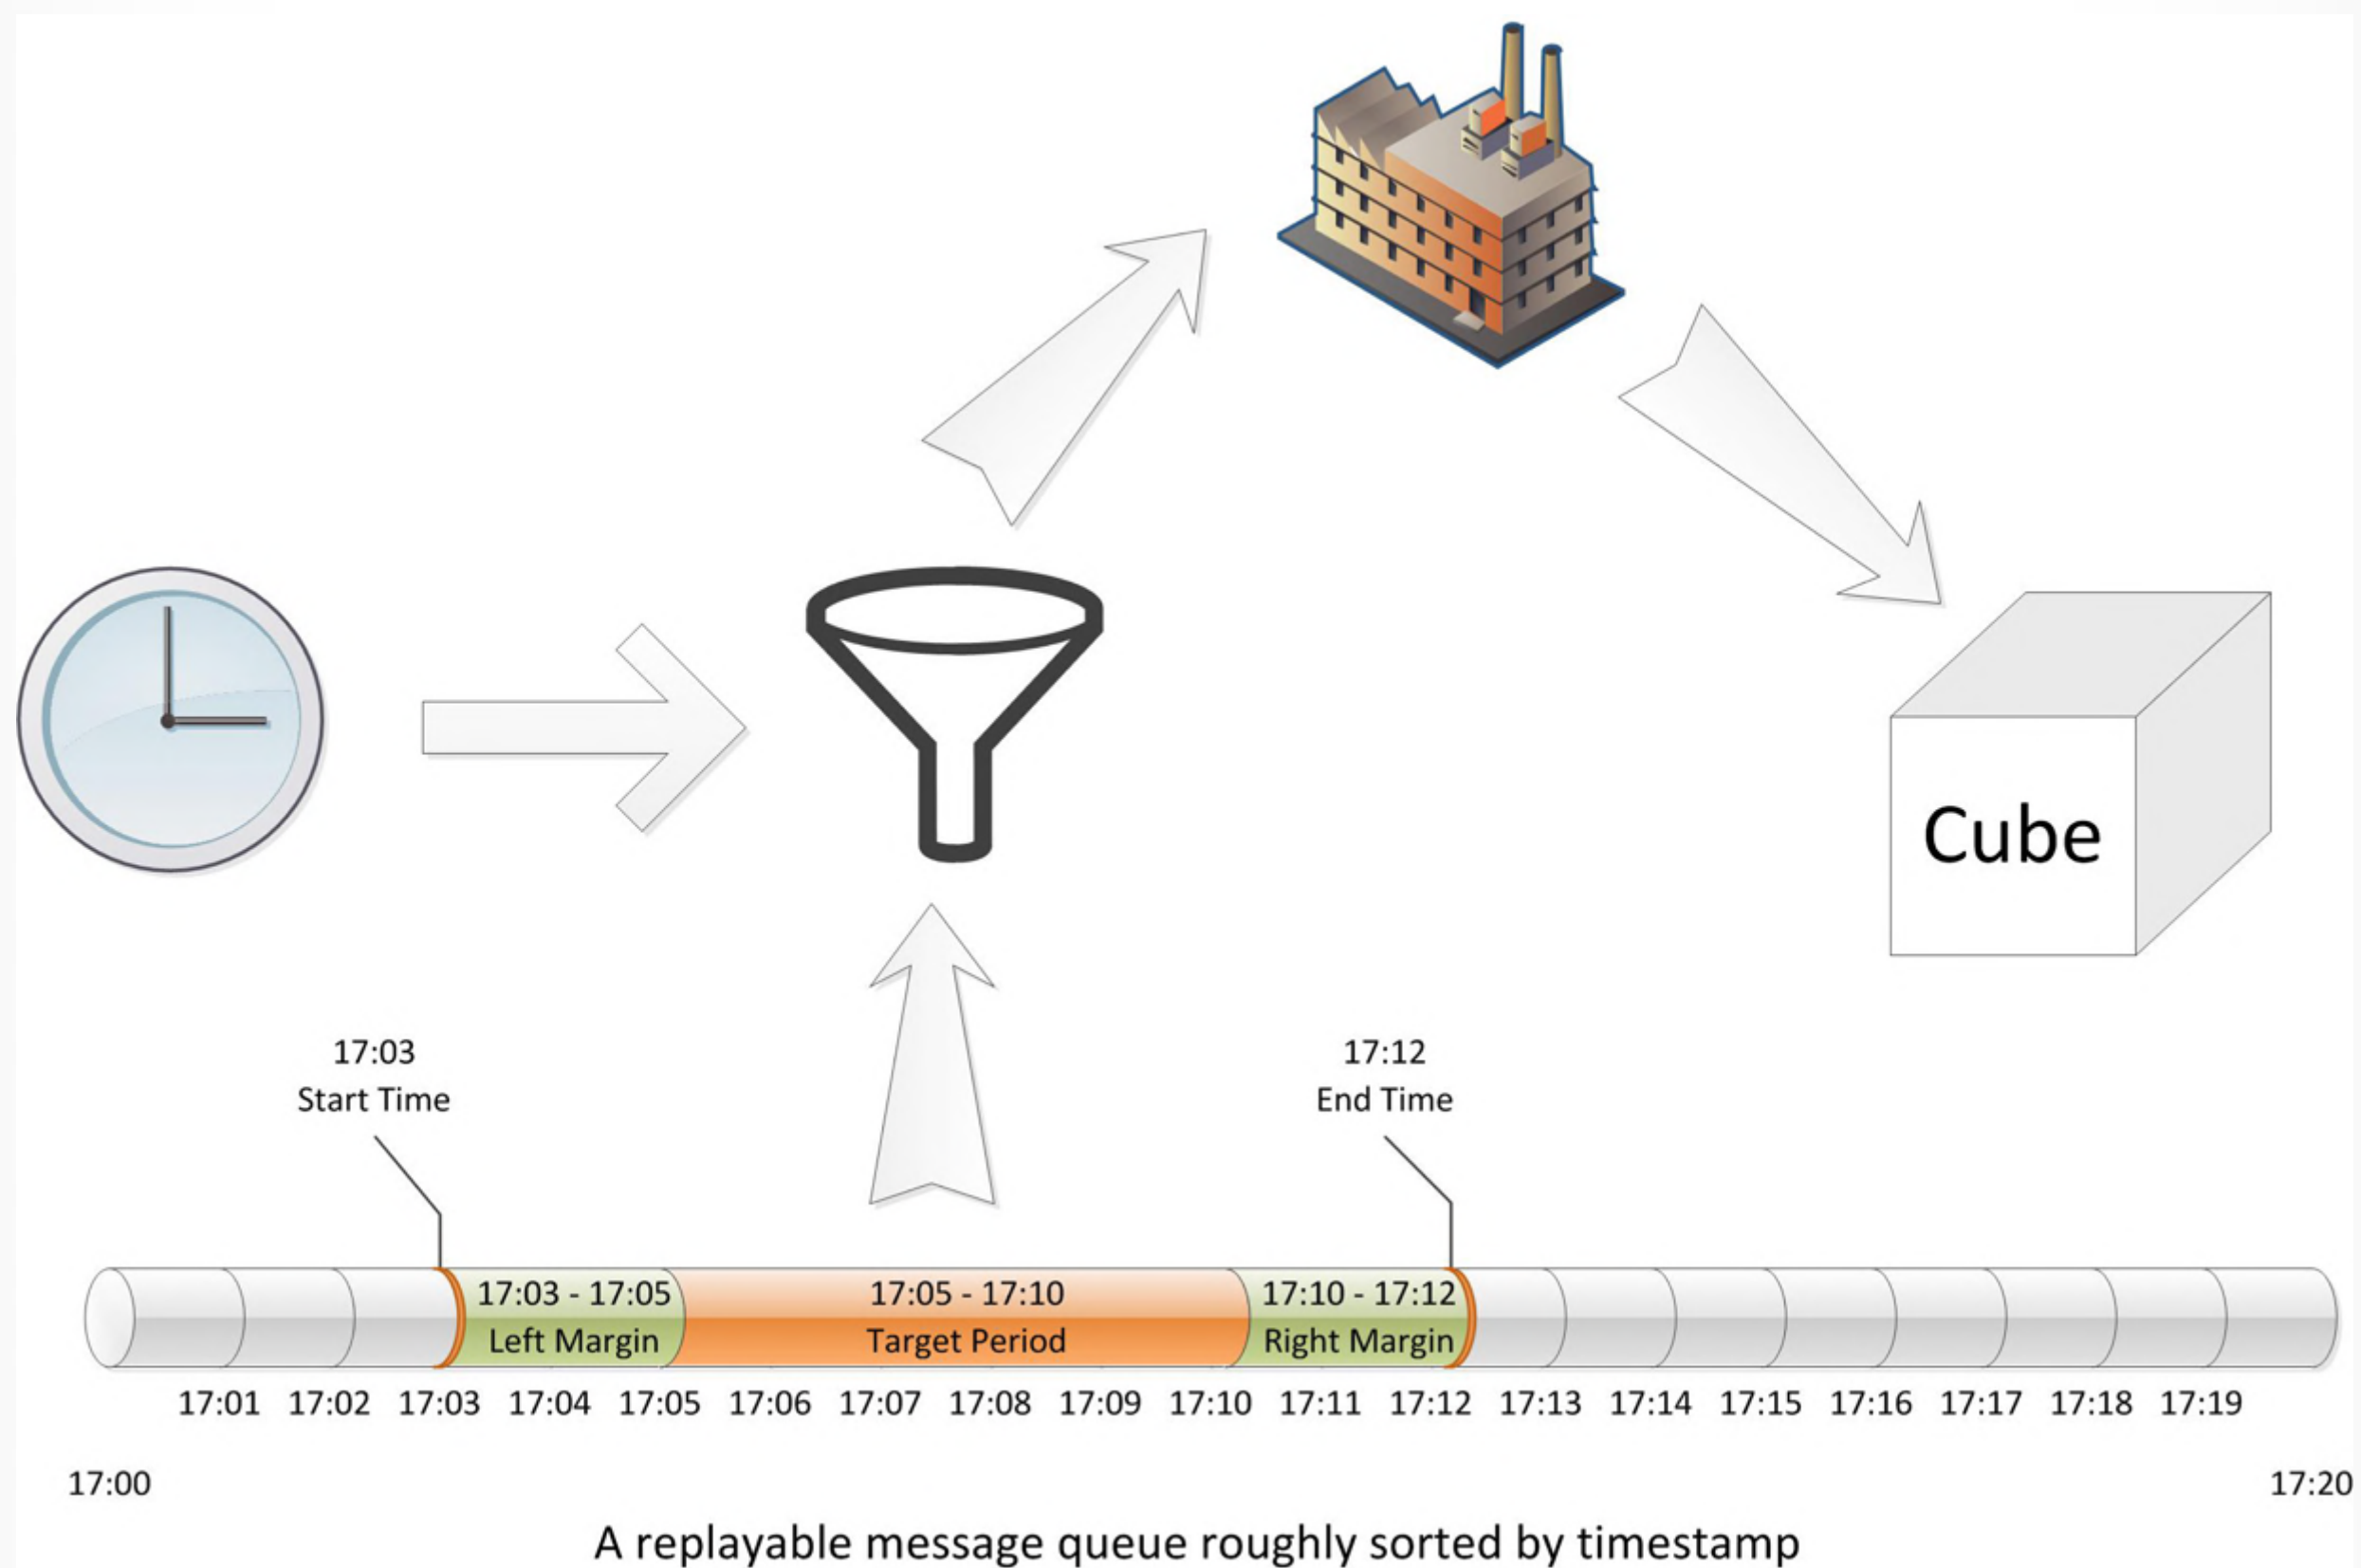 Cube
17:03
Start Time
17:12
End Time
17:03 - 17:05
Left Margin
17:05 - 17:10
Target Period
17:10 - 17:12
Right Margin
17:01 17:02 17:03 17:04 17:05 17:06 17:07 17:08 17:09 17:10 17:11 17:12 17:13 17:14 17:15 17:16 17:17 17:18 17:19
17:00 17:20
A replayable message queue roughly sorted by timestamp